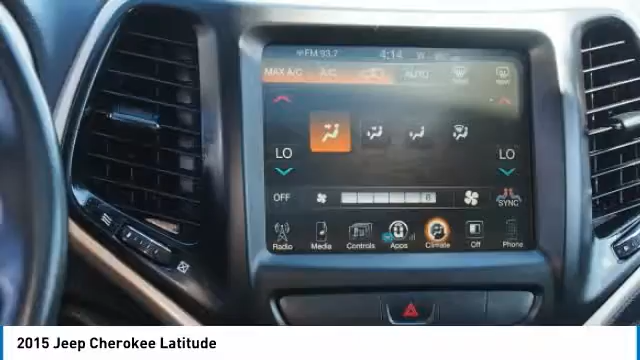 FM 93.7 4:14 W
MAX A/C A/C AUTO
LO LO
OFF 6 SYNC
Radio Media Controls Apps Climate Off Phone
2015 Jeep Cherokee Latitude